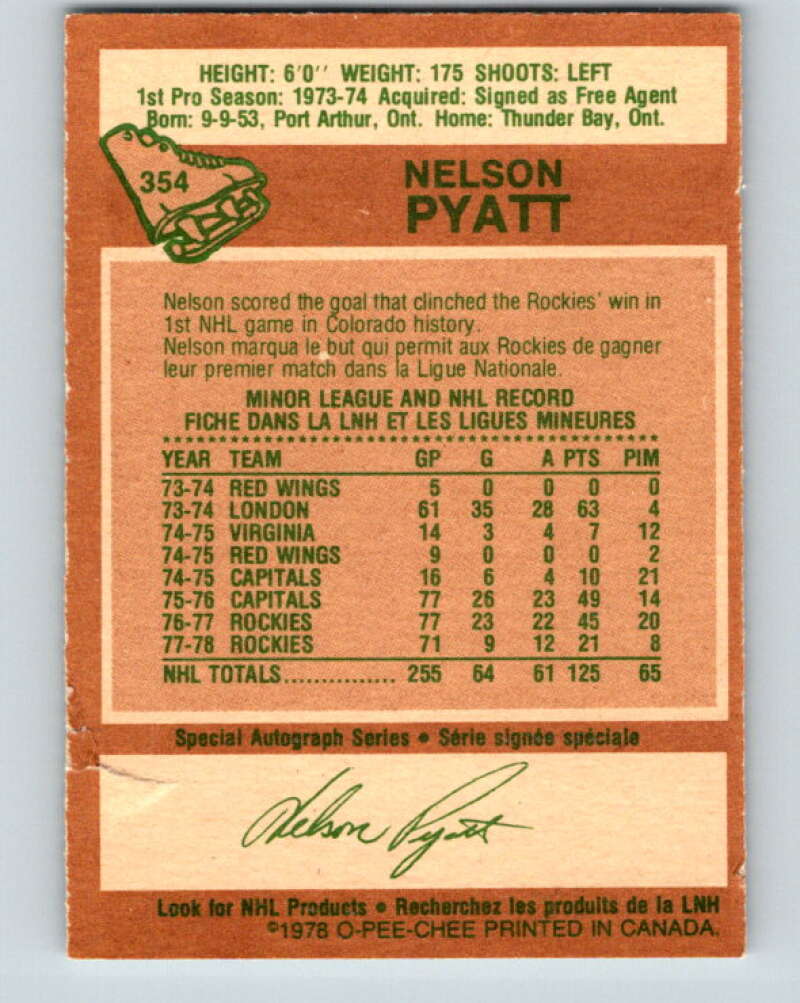 HEIGHT: 6'0'' WEIGHT: 175 SHOOTS: LEFT
1st Pro Season: 1973-74 Acquired: Signed as Free Agent
Born: 9-9-53, Port Arthur, Ont. Home: Thunder Bay, Ont.
354
NELSON
PYATT
Nelson scored the goal that clinched the Rockies' win in
1st NHL game in Colorado history.
Nelson marqua le but qui permit aux Rockies de gagner
leur premier match dans la Ligue Nationale.
MINOR LEAGUE AND NHL RECORD
FICHE DANS LA LNH ET LES LIGUES MINEURES
YEAR TEAM GP G A PTS PIM
73-74 RED WINGS 5 0 0 0 0
73-74 LONDON 61 35 28 63 4
74-75 VIRGINIA 14 3 4 7 12
74-75 RED WINGS 9 0 0 0 2
74-75 CAPITALS 16 6 4 10 21
75-76 CAPITALS 77 26 23 49 14
76-77 ROCKIES 77 23 22 45 20
77-78 ROCKIES 71 9 12 21 8
NHL TOTALS............... 255 64 61 125 65
Special Autograph Series • Série signée spéciale
Nelson Pyatt
Look for NHL Products • Recherchez les produits de la LNH
©1978 O-PEE-CHEE PRINTED IN CANADA.